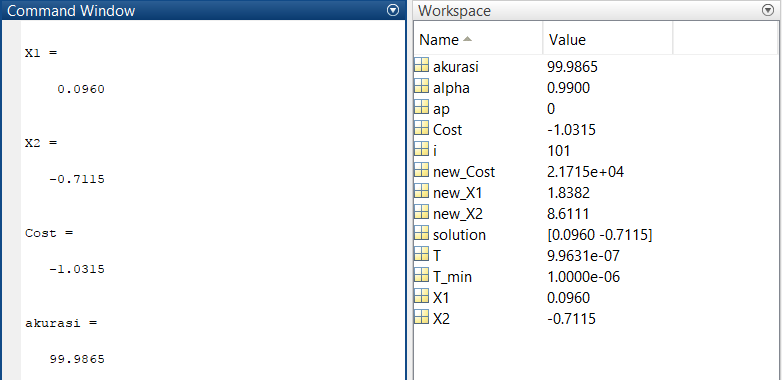 Command Window
X1 =
0.0960
X2 =
-0.7115
Cost =
-1.0315
akurasi =
99.9865
Workspace
Name Value
akurasi 99.9865
alpha 0.9900
ap 0
Cost -1.0315
i 101
new_Cost 2.1715e+04
new_X1 1.8382
new_X2 8.6111
solution [0.0960 -0.7115]
T 9.9631e-07
T_min 1.0000e-06
X1 0.0960
X2 -0.7115